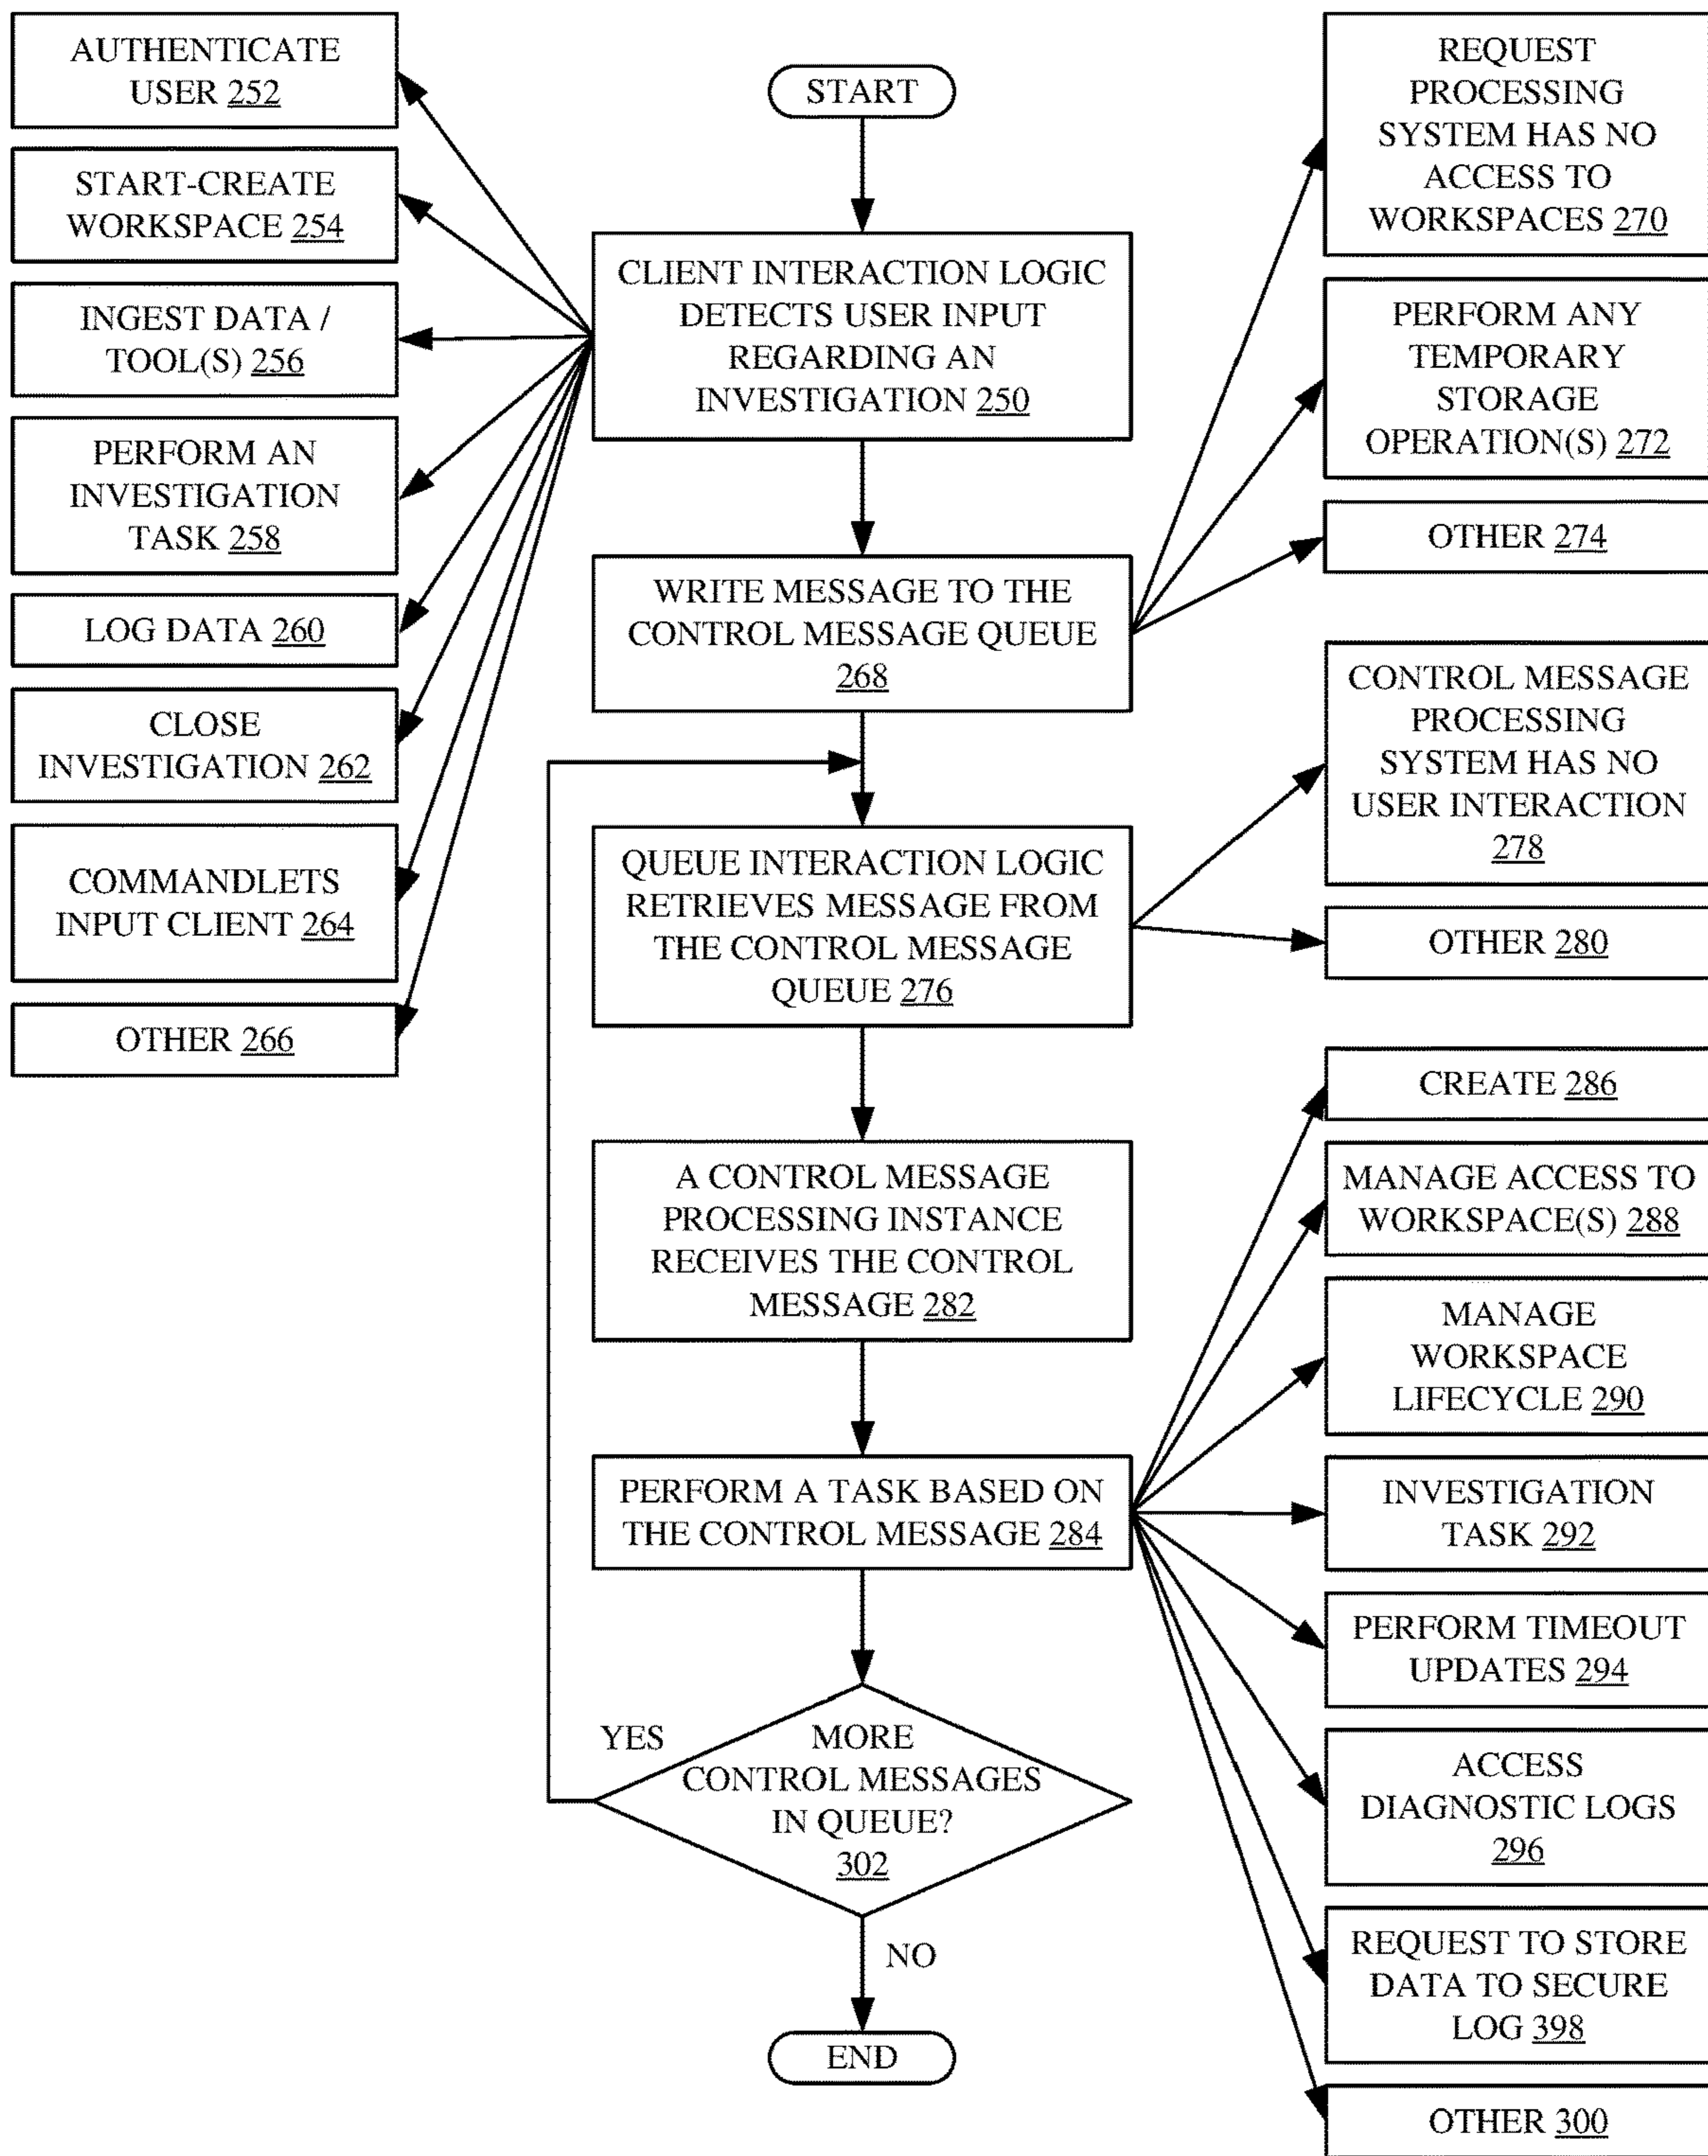 AUTHENTICATE
USER 252
START-CREATE
WORKSPACE 254
INGEST DATA /
TOOL(S) 256
PERFORM AN
INVESTIGATION
TASK 258
LOG DATA 260
CLOSE
INVESTIGATION 262
COMMANDLETS
INPUT CLIENT 264
OTHER 266
START
CLIENT INTERACTION LOGIC
DETECTS USER INPUT
REGARDING AN
INVESTIGATION 250
WRITE MESSAGE TO THE
CONTROL MESSAGE QUEUE
268
QUEUE INTERACTION LOGIC
RETRIEVES MESSAGE FROM
THE CONTROL MESSAGE
QUEUE 276
A CONTROL MESSAGE
PROCESSING INSTANCE
RECEIVES THE CONTROL
MESSAGE 282
PERFORM A TASK BASED ON
THE CONTROL MESSAGE 284
YES
MORE
CONTROL MESSAGES
IN QUEUE?
302
NO
END
REQUEST
PROCESSING
SYSTEM HAS NO
ACCESS TO
WORKSPACES 270
PERFORM ANY
TEMPORARY
STORAGE
OPERATION(S) 272
OTHER 274
CONTROL MESSAGE
PROCESSING
SYSTEM HAS NO
USER INTERACTION
278
OTHER 280
CREATE 286
MANAGE ACCESS TO
WORKSPACE(S) 288
MANAGE
WORKSPACE
LIFECYCLE 290
INVESTIGATION
TASK 292
PERFORM TIMEOUT
UPDATES 294
ACCESS
DIAGNOSTIC LOGS
296
REQUEST TO STORE
DATA TO SECURE
LOG 398
OTHER 300